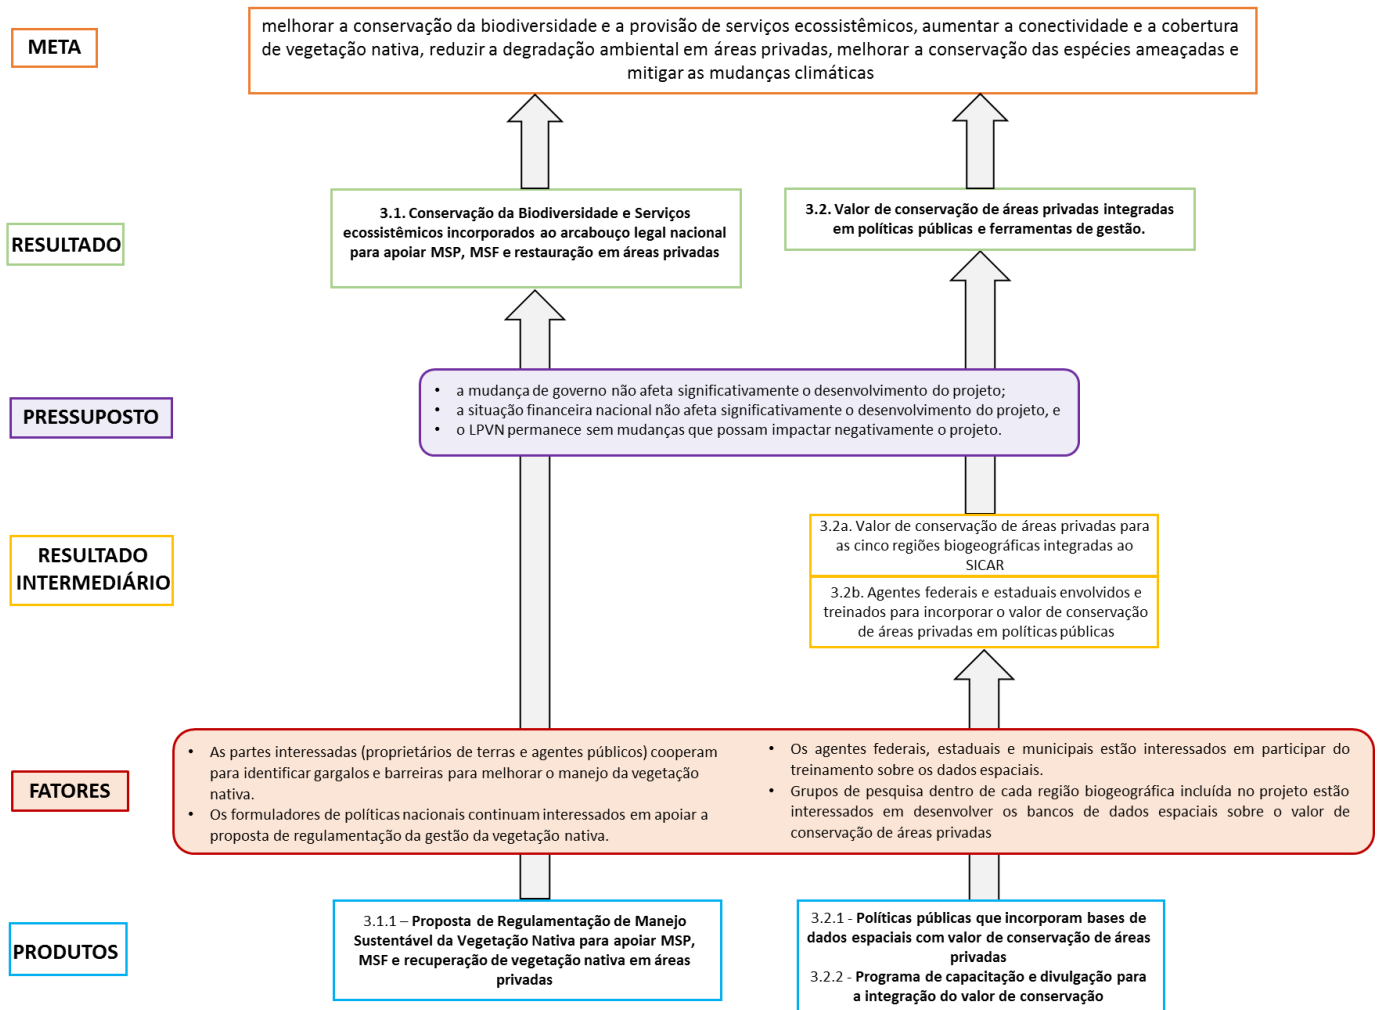 META
melhorar a conservação da biodiversidade e a provisão de serviços ecossistêmicos, aumentar a conectividade e a cobertura
de vegetação nativa, reduzir a degradação ambiental em áreas privadas, melhorar a conservação das espécies ameaçadas e
mitigar as mudanças climáticas
RESULTADO
3.1. Conservação da Biodiversidade e Serviços
ecossistêmicos incorporados ao arcabouço legal nacional
para apoiar MSP, MSF e restauração em áreas privadas
3.2. Valor de conservação de áreas privadas integradas
em políticas públicas e ferramentas de gestão.
PRESSUPOSTO
• a mudança de governo não afeta significativamente o desenvolvimento do projeto;
• a situação financeira nacional não afeta significativamente o desenvolvimento do projeto, e
• o LPVN permanece sem mudanças que possam impactar negativamente o projeto.
RESULTADO
INTERMEDIÁRIO
3.2a. Valor de conservação de áreas privadas para
as cinco regiões biogeográficas integradas ao
SICAR
3.2b. Agentes federais e estaduais envolvidos e
treinados para incorporar o valor de conservação
de áreas privadas em políticas públicas
FATORES
• As partes interessadas (proprietários de terras e agentes públicos) cooperam
para identificar gargalos e barreiras para melhorar o manejo da vegetação
nativa.
• Os formuladores de políticas nacionais continuam interessados em apoiar a
proposta de regulamentação da gestão da vegetação nativa.
• Os agentes federais, estaduais e municipais estão interessados em participar do
treinamento sobre os dados espaciais.
• Grupos de pesquisa dentro de cada região biogeográfica incluída no projeto estão
interessados em desenvolver os bancos de dados espaciais sobre o valor de
conservação de áreas privadas
PRODUTOS
3.1.1 – Proposta de Regulamentação de Manejo
Sustentável da Vegetação Nativa para apoiar MSP,
MSF e recuperação de vegetação nativa em áreas
privadas
3.2.1 - Políticas públicas que incorporam bases de
dados espaciais com valor de conservação de áreas
privadas
3.2.2 - Programa de capacitação e divulgação para
a integração do valor de conservação